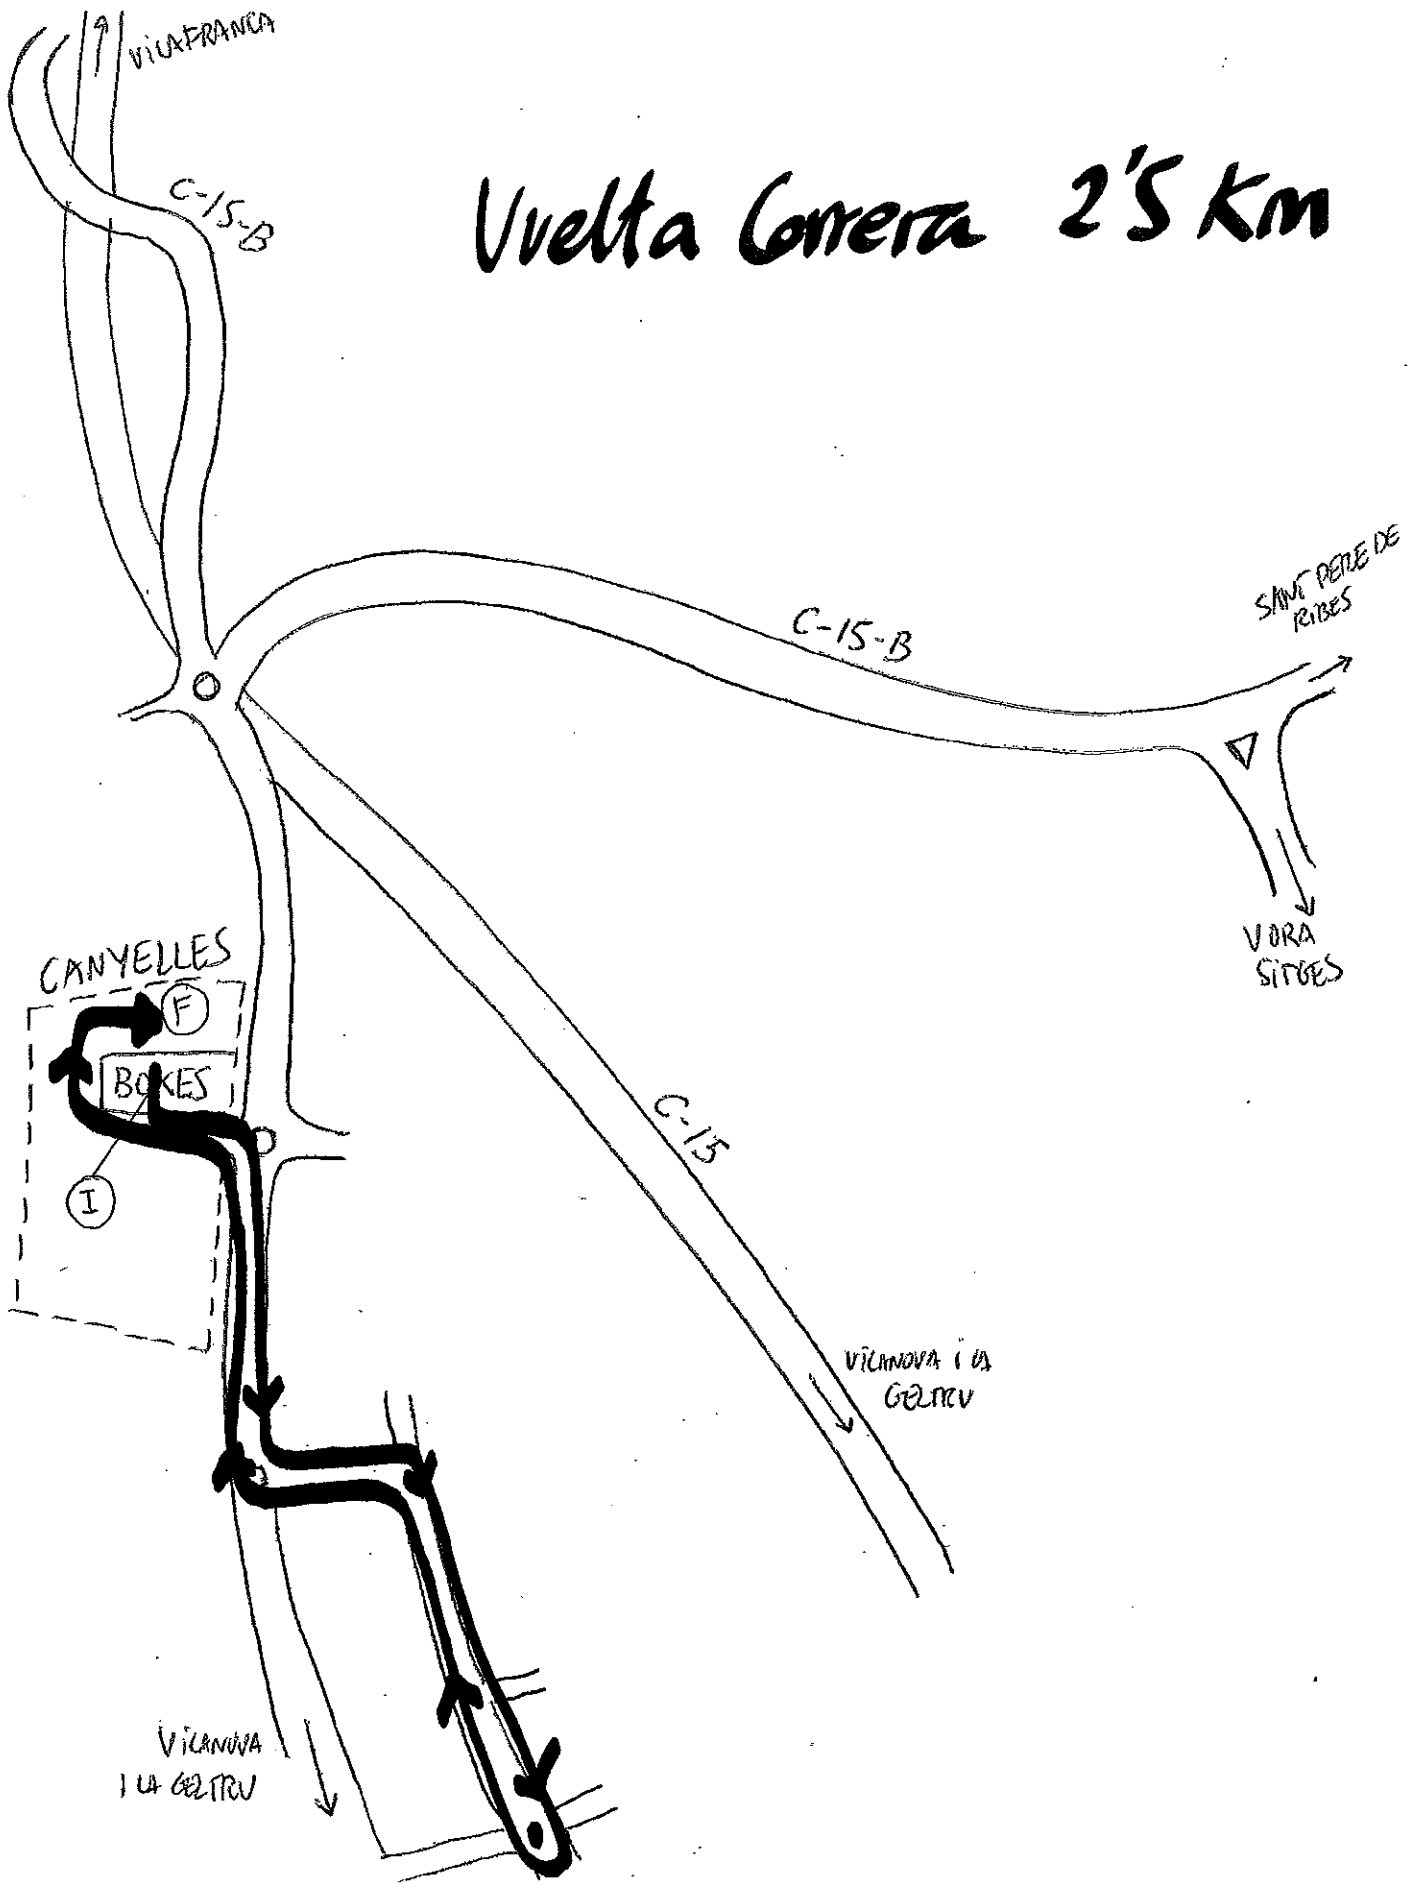 VILAFRANCA
C-15-B
Vuelta Correra 2'5 Km
C-15-B
SANT PERE DE
RIBES
VORA
SITGES
CANYELLES
F
BOXES
I
C-15
VILANOVA I LA
GELTRU
VILANOVA
I LA GELTRU